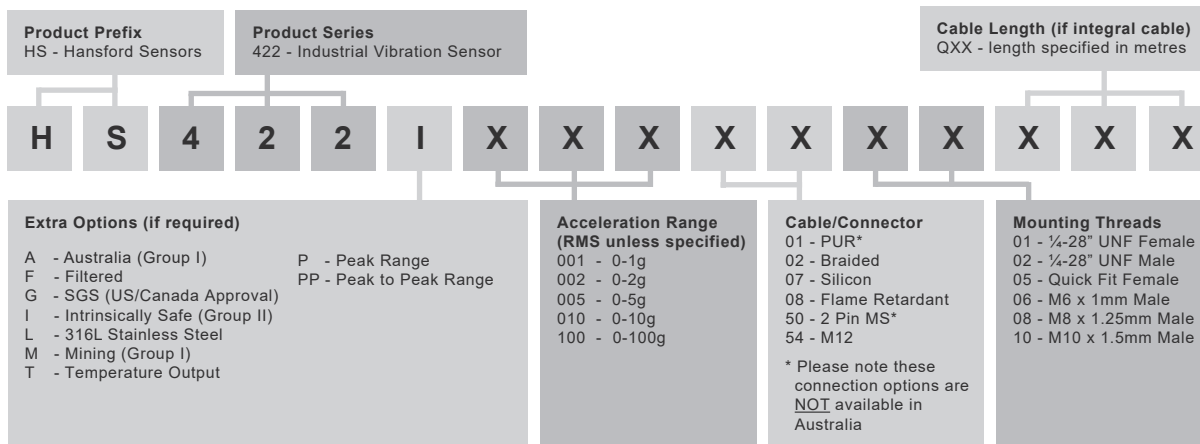 Product Prefix
HS - Hansford Sensors
Product Series
422 - Industrial Vibration Sensor
Cable Length (if integral cable)
QXX - length specified in metres
H S 4 2 2 I X X X X X X X X X X
Extra Options (if required)
A - Australia (Group I)
F - Filtered
G - SGS (US/Canada Approval)
I - Intrinsically Safe (Group II)
L - 316L Stainless Steel
M - Mining (Group I)
T - Temperature Output
P - Peak Range
PP - Peak to Peak Range
Acceleration Range
(RMS unless specified)
001 - 0-1g
002 - 0-2g
005 - 0-5g
010 - 0-10g
100 - 0-100g
Cable/Connector
01 - PUR*
02 - Braided
07 - Silicon
08 - Flame Retardant
50 - 2 Pin MS*
54 - M12
* Please note these
connection options are
NOT available in
Australia
Mounting Threads
01 - ¼-28” UNF Female
02 - ¼-28” UNF Male
05 - Quick Fit Female
06 - M6 x 1mm Male
08 - M8 x 1.25mm Male
10 - M10 x 1.5mm Male